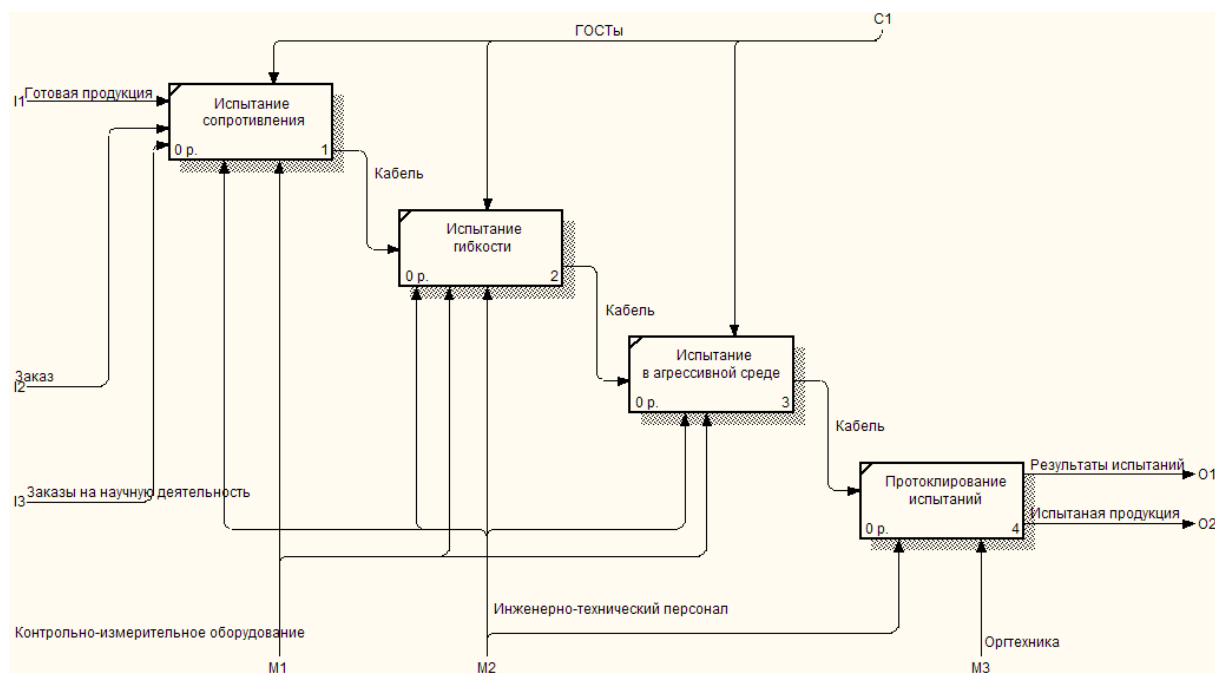 C1
ГОСТы
Готовая продукция
I1
Испытание
сопротивления
0 р.
1
Кабель
Испытание
гибкости
0 р.
2
Кабель
Испытание
в агрессивной среде
0 р.
3
Заказ
I2
Кабель
Результаты испытаний
O1
Протоклирование
испытаний
0 р.
4
Заказы на научную деятельность
I3
Испытаная продукция
O2
Инженерно-технический персонал
Контрольно-измерительное оборудование
Оргтехника
M1
M2
M3